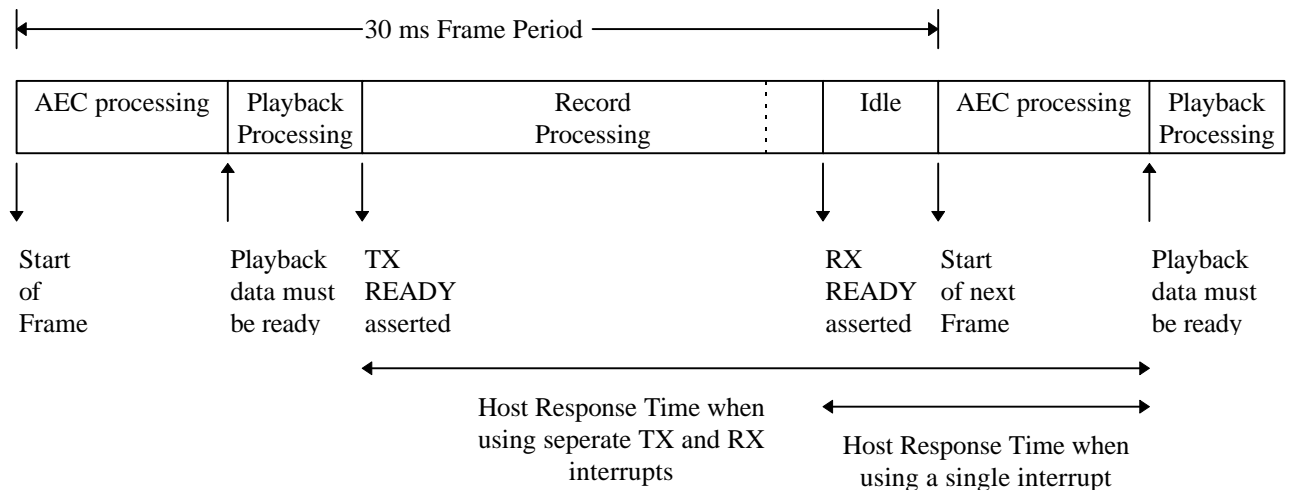 30 ms Frame Period
AEC processing
Playback
Processing
Record
Processing
Idle
AEC processing
Playback
Processing
Start
of
Frame
Playback
data must
be ready
TX
READY
asserted
RX
READY
asserted
Start
of next
Frame
Playback
data must
be ready
Host Response Time when
using seperate TX and RX
interrupts
Host Response Time when
using a single interrupt